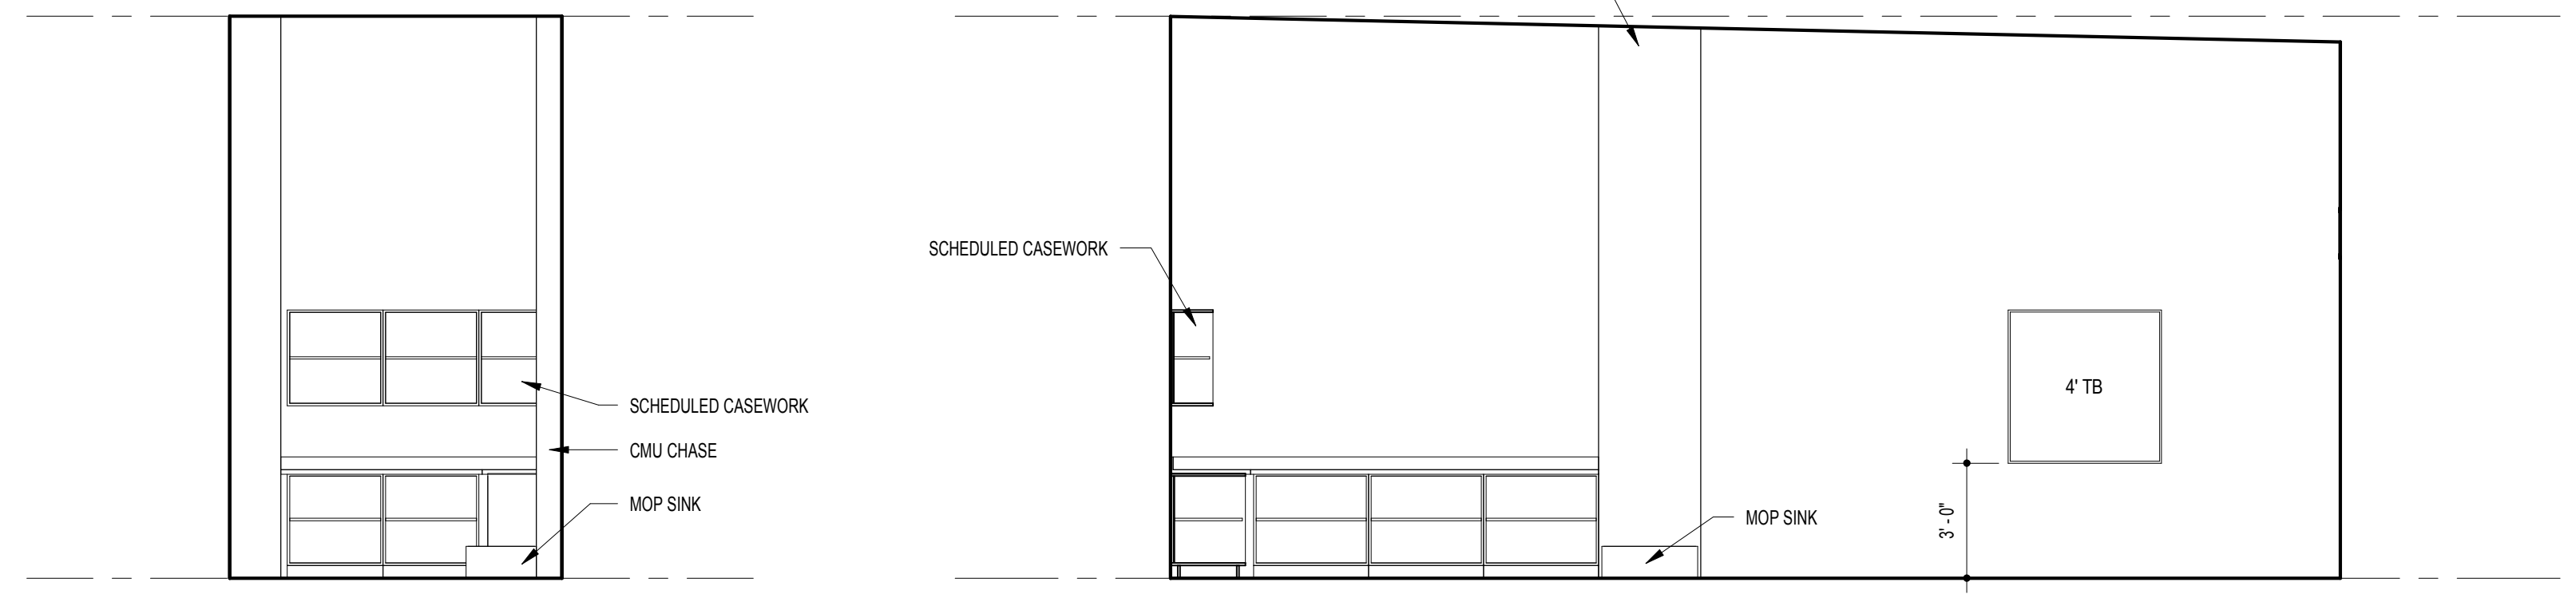 SCHEDULED CASEWORK
CMU CHASE
MOP SINK
SCHEDULED CASEWORK
MOP SINK
3' - 0"
4' TB